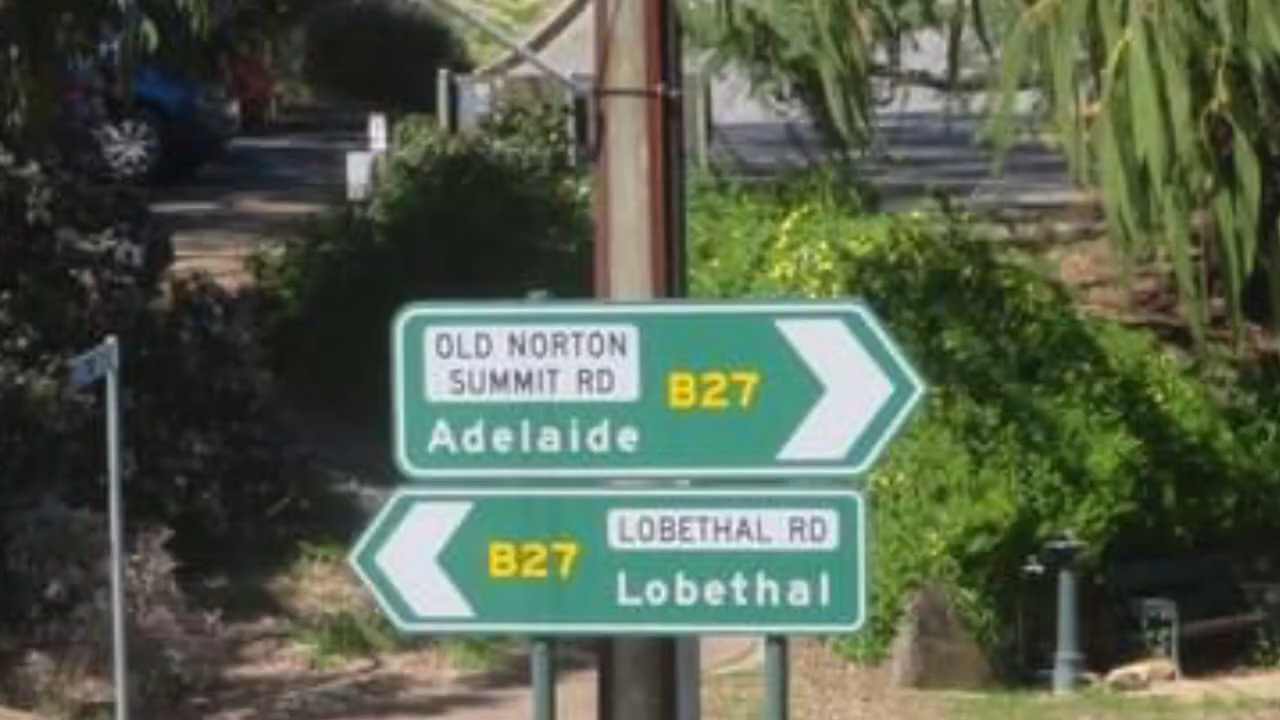 OLD NORTON
SUMMIT RD
B27
Adelaide
B27
LOBETHAL RD
Lobethal